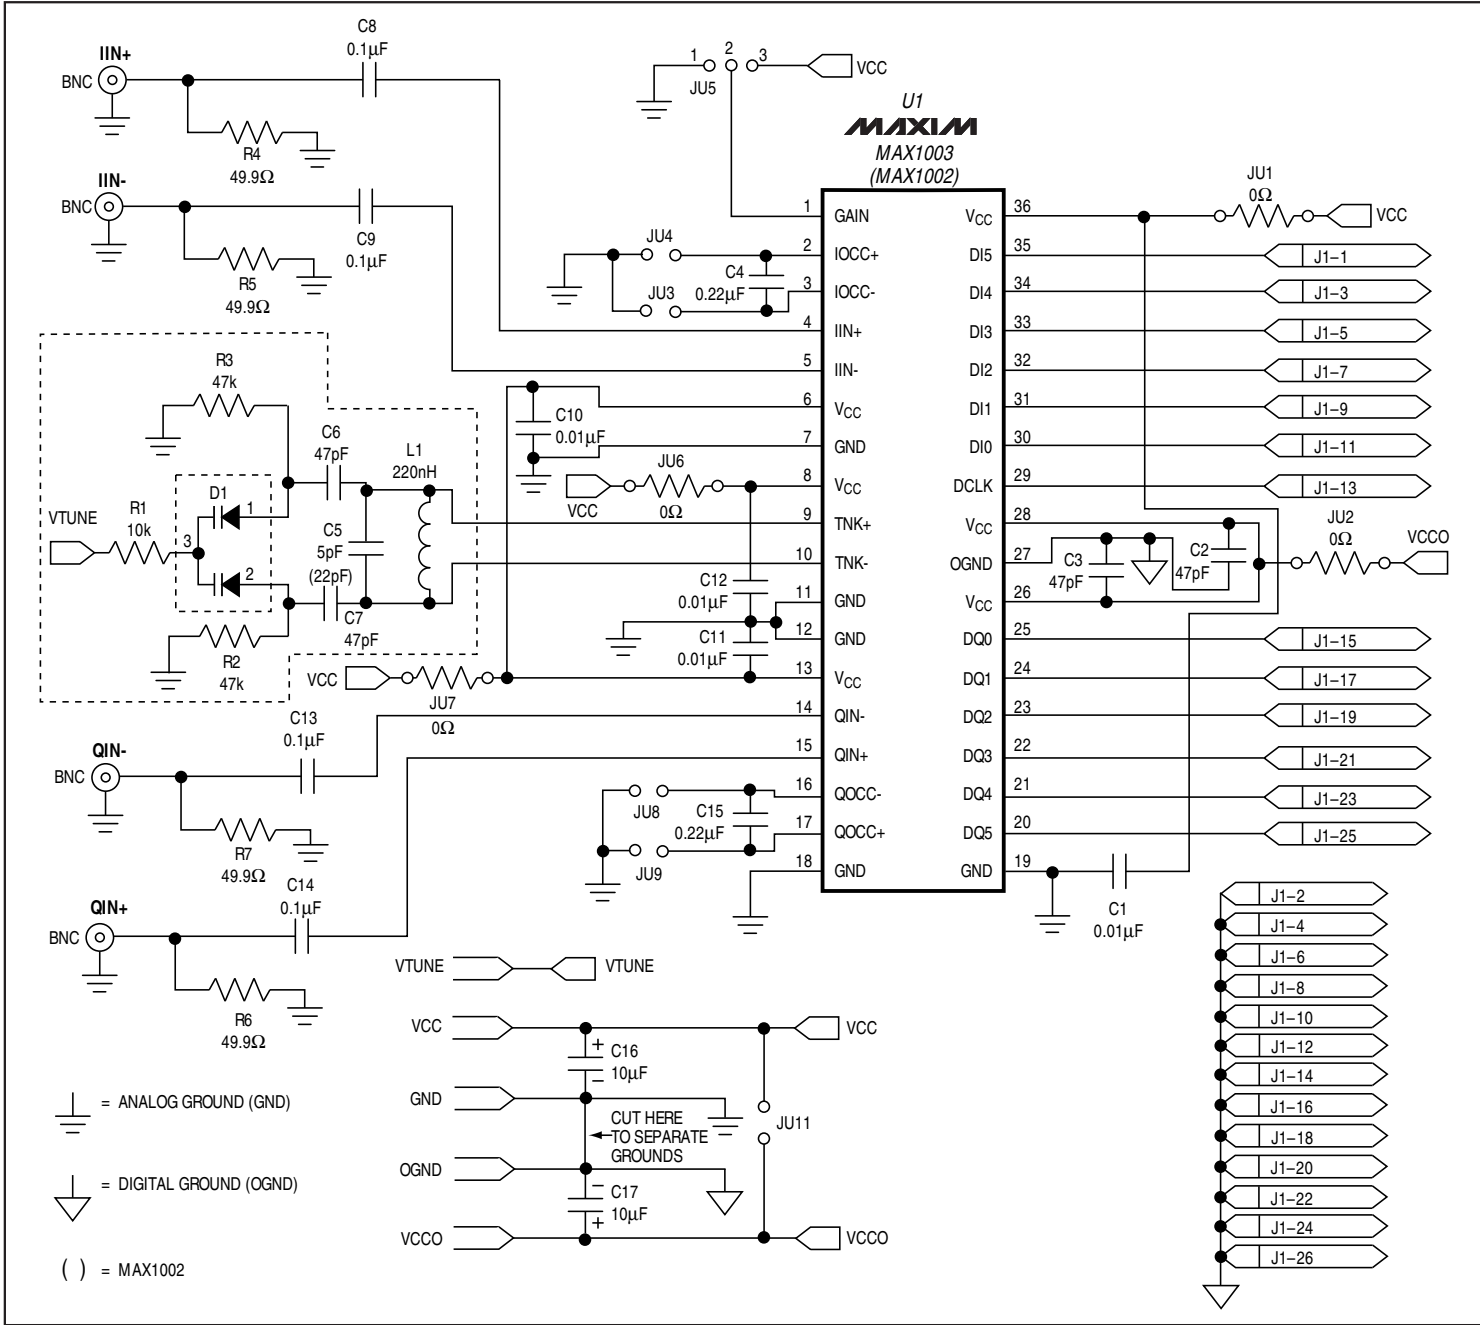 IIN+
BNC
C8
0.1µF
R4
49.9Ω
IIN-
BNC
C9
0.1µF
R5
49.9Ω
1
2
3
JU5
VCC
U1
MAXIM
MAX1003
(MAX1002)
1
GAIN
2
IOCC+
3
IOCC-
4
IIN+
5
IIN-
6
VCC
7
GND
8
VCC
9
TNK+
10
TNK-
11
GND
12
GND
13
VCC
14
QIN-
15
QIN+
16
QOCC-
17
QOCC+
18
GND
VCC
36
DI5
35
DI4
34
DI3
33
DI2
32
DI1
31
DI0
30
DCLK
29
VCC
28
OGND
27
VCC
26
DQ0
25
DQ1
24
DQ2
23
DQ3
22
DQ4
21
DQ5
20
GND
19
JU1
0Ω
VCC
J1–1
J1–3
J1–5
J1–7
J1–9
J1–11
J1–13
JU2
0Ω
VCCO
C3
47pF
C2
47pF
J1–15
J1–17
J1–19
J1–21
J1–23
J1–25
C1
0.01µF
JU4
JU3
C4
0.22µF
R3
47k
C6
47pF
L1
220nH
D1
1
2
3
R1
10k
VTUNE
C5
5pF
(22pF)
C7
47pF
R2
47k
C10
0.01µF
JU6
0Ω
VCC
C12
0.01µF
C11
0.01µF
VCC
JU7
0Ω
QIN-
BNC
C13
0.1µF
R7
49.9Ω
QIN+
BNC
C14
0.1µF
R6
49.9Ω
JU8
JU9
C15
0.22µF
VTUNE
VTUNE
VCC
VCC
+
C16
10µF
–
GND
CUT HERE
TO SEPARATE
GROUNDS
JU11
OGND
–
C17
10µF
+
VCCO
VCCO
J1–2
J1–4
J1–6
J1–8
J1–10
J1–12
J1–14
J1–16
J1–18
J1–20
J1–22
J1–24
J1–26
= ANALOG GROUND (GND)
= DIGITAL GROUND (OGND)
( ) = MAX1002